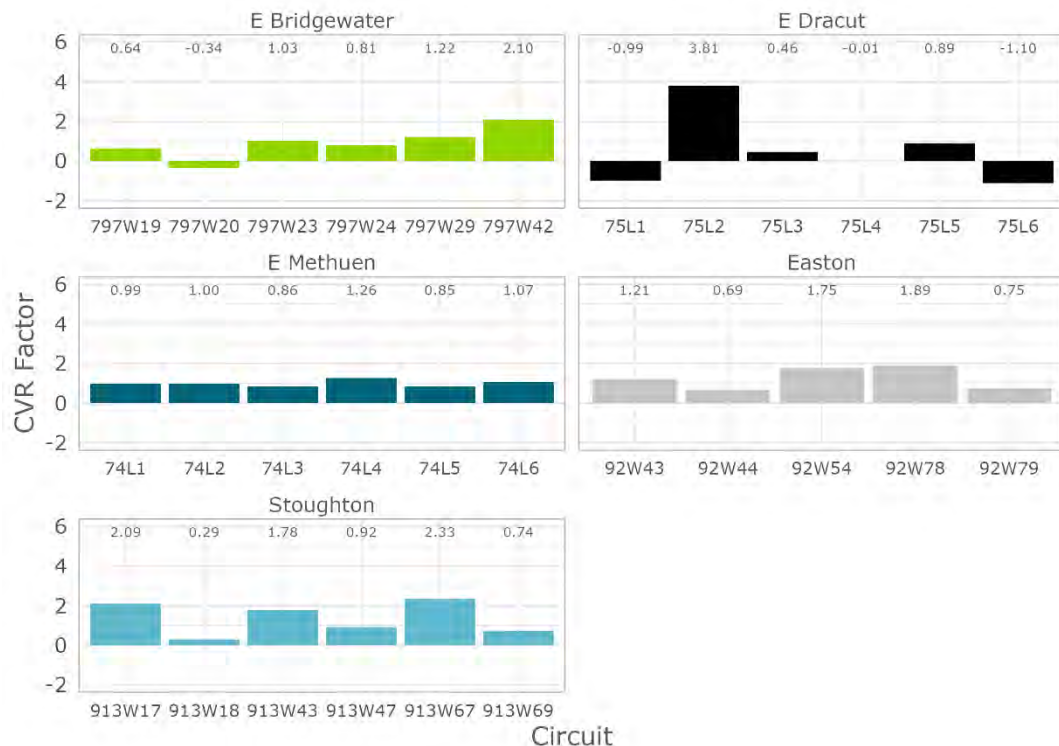 E Bridgewater
0.64 -0.34 1.03 0.81 1.22 2.10
6
4
2
0
-2
797W19 797W20 797W23 797W24 797W29 797W42
E Dracut
-0.99 3.81 0.46 -0.01 0.89 -1.10
75L1 75L2 75L3 75L4 75L5 75L6
CVR Factor
E Methuen
0.99 1.00 0.86 1.26 0.85 1.07
6
4
2
0
-2
74L1 74L2 74L3 74L4 74L5 74L6
Easton
1.21 0.69 1.75 1.89 0.75
92W43 92W44 92W54 92W78 92W79
Stoughton
2.09 0.29 1.78 0.92 2.33 0.74
6
4
2
0
-2
913W17 913W18 913W43 913W47 913W67 913W69
Circuit